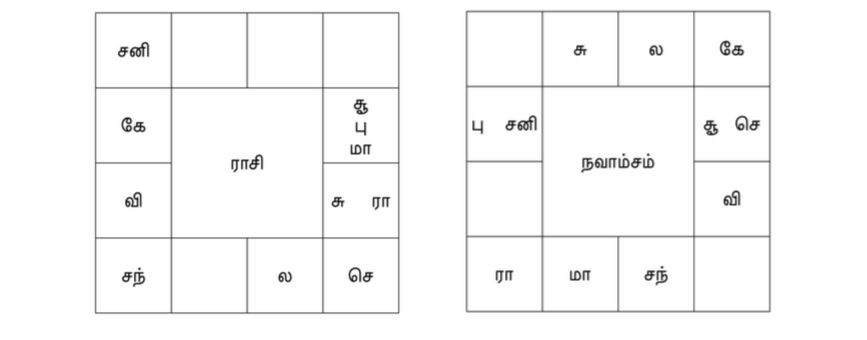 சனி
கே
சூ
பு
மா
ராசி
வி
சு ரா
சந்
ல
செ
சு
ல
கே
பு சனி
சூ செ
நவாம்சம்
வி
ரா
மா
சந்